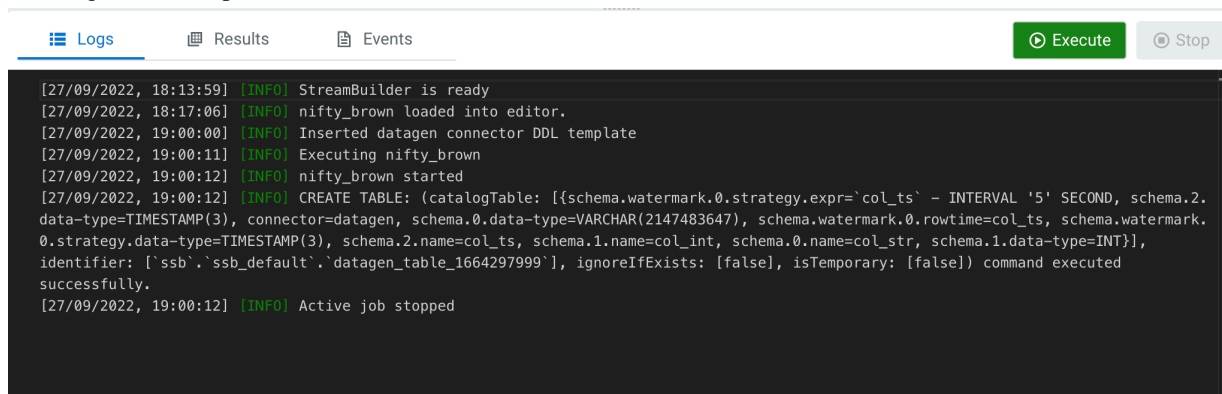 Logs
Results
Events
Execute
Stop
[27/09/2022, 18:13:59] [INFO] StreamBuilder is ready
[27/09/2022, 18:17:06] [INFO] nifty_brown loaded into editor.
[27/09/2022, 19:00:00] [INFO] Inserted datagen connector DDL template
[27/09/2022, 19:00:11] [INFO] Executing nifty_brown
[27/09/2022, 19:00:12] [INFO] nifty_brown started
[27/09/2022, 19:00:12] [INFO] CREATE TABLE: (catalogTable: [{schema.watermark.0.strategy.expr=`col_ts` - INTERVAL '5' SECOND, schema.2.
data-type=TIMESTAMP(3), connector=datagen, schema.0.data-type=VARCHAR(2147483647), schema.watermark.0.rowtime=col_ts, schema.watermark.
0.strategy.data-type=TIMESTAMP(3), schema.2.name=col_ts, schema.1.name=col_int, schema.0.name=col_str, schema.1.data-type=INT}],
identifier: [`ssb`.`ssb_default`.`datagen_table_1664297999`], ignoreIfExists: [false], isTemporary: [false]) command executed
successfully.
[27/09/2022, 19:00:12] [INFO] Active job stopped